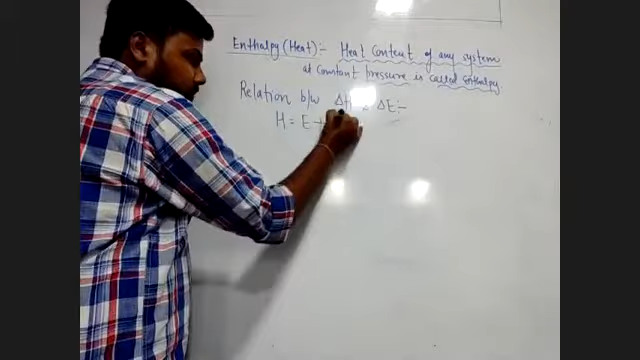 Enthalpy (Heat):- Heat Content of any system
at Constant pressure is called Enthalpy
Relation b/w ΔH & ΔE:-
H = E +